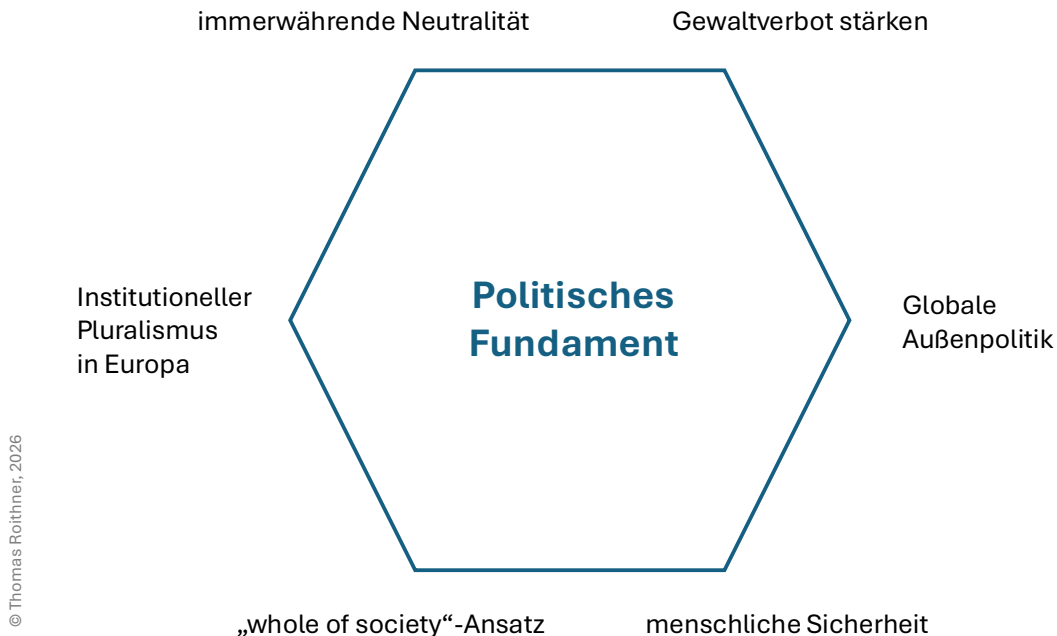 immerwährende Neutralität
Gewaltverbot stärken
Institutioneller
Pluralismus
in Europa
Politisches
Fundament
Globale
Außenpolitik
„whole of society“-Ansatz
menschliche Sicherheit
© Thomas Roithner, 2026